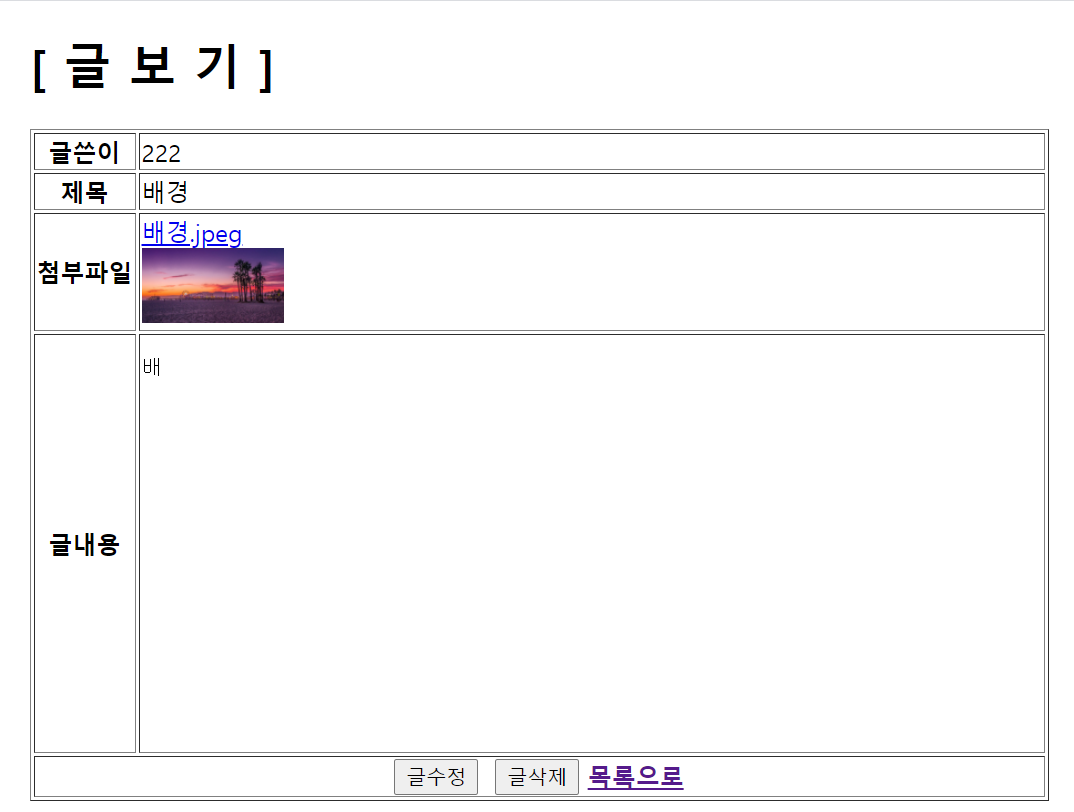 [ 글 보 기 ]
글쓴이 222
제목 배경
첨부파일 배경.jpeg
글내용 배
글수정 글삭제 목록으로